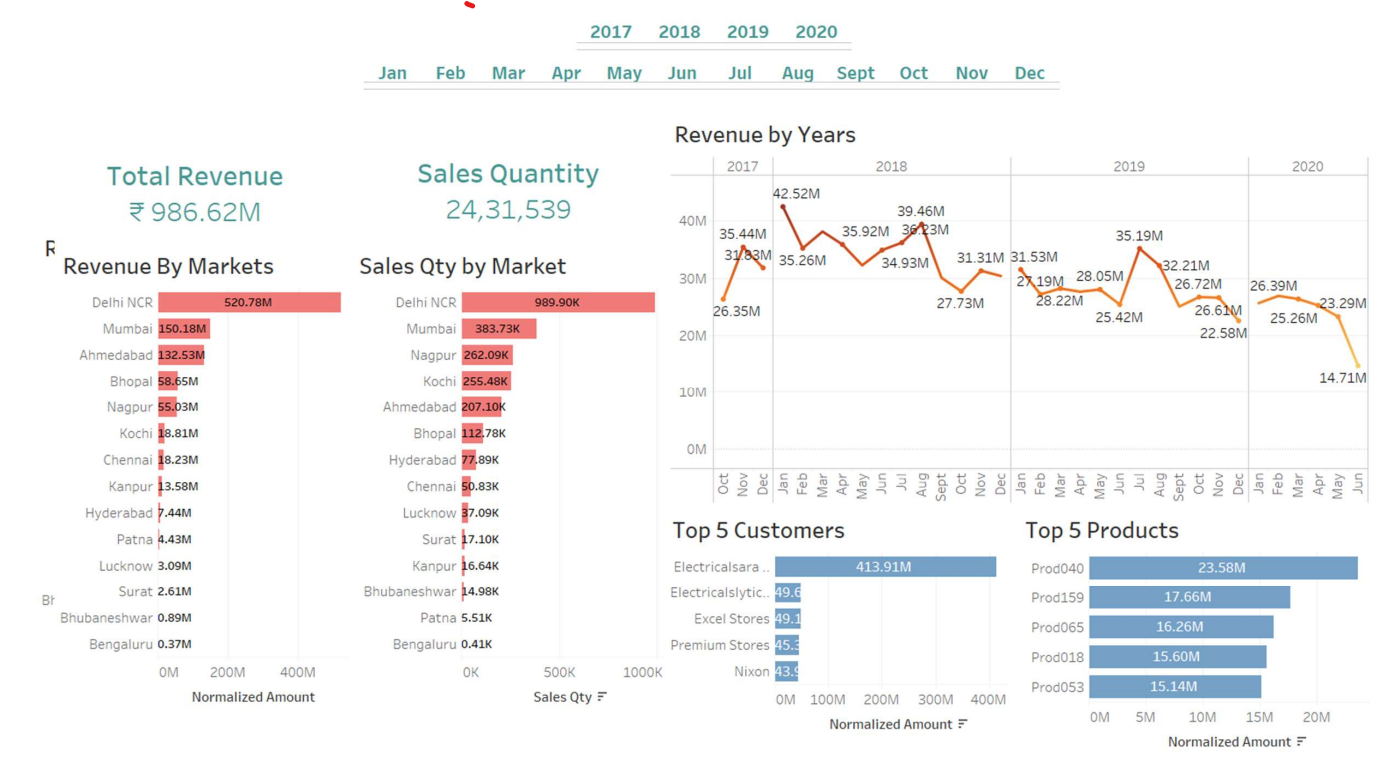 2017 2018 2019 2020
Jan Feb Mar Apr May Jun Jul Aug Sept Oct Nov Dec
Total Revenue
₹ 986.62M
Sales Quantity
24,31,539
Revenue By Markets
Delhi NCR 520.78M
Mumbai 150.18M
Ahmedabad 132.53M
Bhopal 58.65M
Nagpur 55.03M
Kochi 18.81M
Chennai 18.23M
Kanpur 13.58M
Hyderabad 7.44M
Patna 4.43M
Lucknow 3.09M
Surat 2.61M
Bhubaneshwar 0.89M
Bengaluru 0.37M
0M 200M 400M
Normalized Amount
Sales Qty by Market
Delhi NCR 989.90K
Mumbai 383.73K
Nagpur 262.09K
Kochi 255.48K
Ahmedabad 207.10K
Bhopal 112.78K
Hyderabad 77.89K
Chennai 50.83K
Lucknow 37.09K
Surat 17.10K
Kanpur 16.64K
Bhubaneshwar 14.98K
Patna 5.51K
Bengaluru 0.41K
0K 500K 1000K
Sales Qty
Revenue by Years
2017 2018 2019 2020
40M
30M
20M
10M
0M
26.35M 35.44M 31.83M
42.52M 35.26M 35.92M 34.93M 36.23M 39.46M 27.73M 31.31M
31.53M 27.19M 28.22M 28.05M 25.42M 35.19M 32.21M 26.72M 26.61M 22.58M
26.39M 25.26M 23.29M 14.71M
Oct Nov Dec Jan Feb Mar Apr May Jun Jul Aug Sept Oct Nov Dec Jan Feb Mar Apr May Jun Jul Aug Sept Oct Nov Dec Jan Feb Mar Apr May Jun
Top 5 Customers
Electricalsara .. 413.91M
Electricalslytic.. 49.6
Excel Stores 49.1
Premium Stores 45.3
Nixon 43.9
0M 100M 200M 300M 400M
Normalized Amount
Top 5 Products
Prod040 23.58M
Prod159 17.66M
Prod065 16.26M
Prod018 15.60M
Prod053 15.14M
0M 5M 10M 15M 20M
Normalized Amount